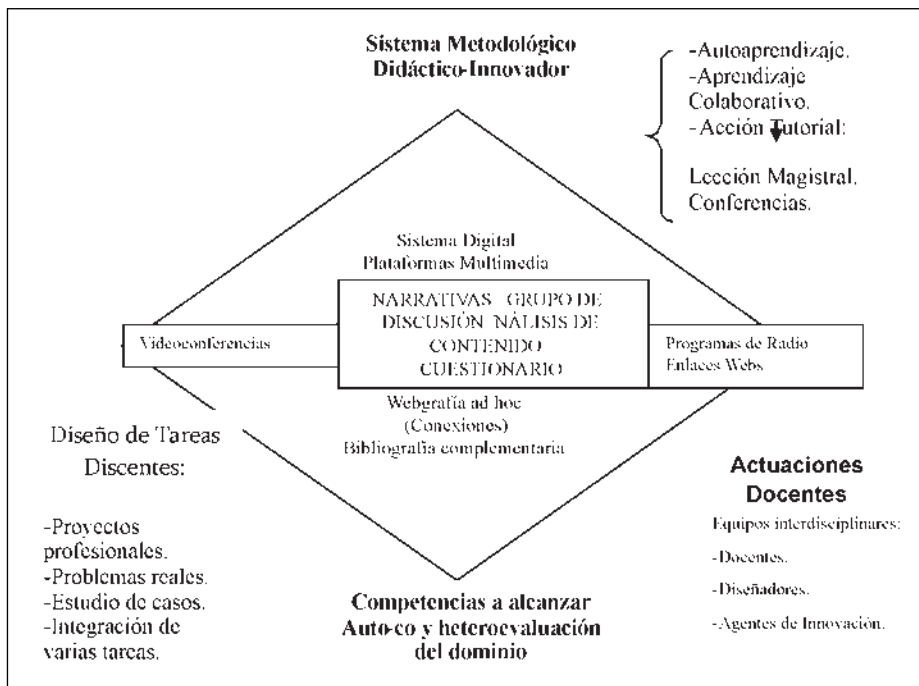 Sistema Metodológico
Didáctico-Innovador
-Autoaprendizaje.
-Aprendizaje
Colaborativo.
-Acción Tutorial:
Lección Magistral.
Conferencias.
Sistema Digital
Plataformas Multimedia
NARRATIVAS GRUPO DE
DISCUSIÓN NÁLISIS DE
CONTENIDO
CUESTIONARIO
Videoconferencias
Programas de Radio
Enlaces Webs
Webgrafía ad hoc
(Conexiones)
Bibliografía complementaria
Diseño de Tareas
Discentes:
-Proyectos
profesionales.
-Problemas reales.
-Estudio de casos.
-Integración de
varias tareas.
Competencias a alcanzar
Auto-co y heteroevaluación
del dominio
Actuaciones
Docentes
Equipos interdisciplinares:
-Docentes.
-Diseñadores.
-Agentes de Innovación.